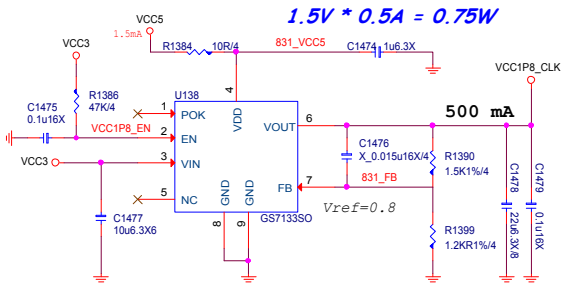 1.5V * 0.5A = 0.75W
VCC5
1.5mA
R1384 10R/4
831_VCC5
C1474 1u6.3X
VCC3
VCC1P8_CLK
R1386
47K/4
C1475
0.1u16X
U138
4
VDD
1 POK
VCC1P8_EN
2 EN
VOUT 6
500 mA
VCC3
3 VIN
C1476
X_0.015u16X/4
R1390
1.5K1%/4
831_FB
FB 7
5 NC
GND
GND
GS7133SO
Vref=0.8
C1477
10u6.3X6
8
9
R1399
1.2KR1%/4
C1478
22u6.3X/8
C1479
0.1u16X